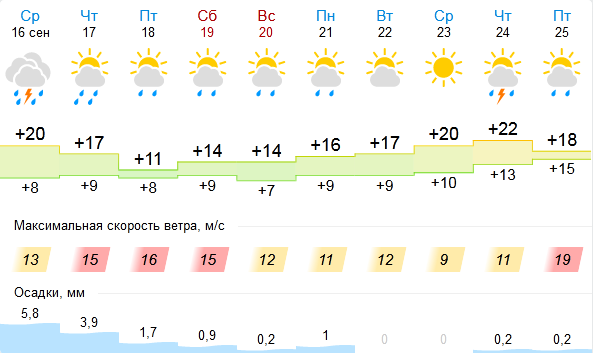 Ср Чт Пт Сб Вс Пн Вт Ср Чт Пт
16 сен 17 18 19 20 21 22 23 24 25
+20 +17 +11 +14 +14 +16 +17 +20 +22 +18
+8 +9 +8 +9 +7 +9 +9 +10 +13 +15
Максимальная скорость ветра, м/с
13 15 16 15 12 11 12 9 11 19
Осадки, мм
5,8 3,9 1,7 0,9 0,2 1 0 0 0,2 0,2